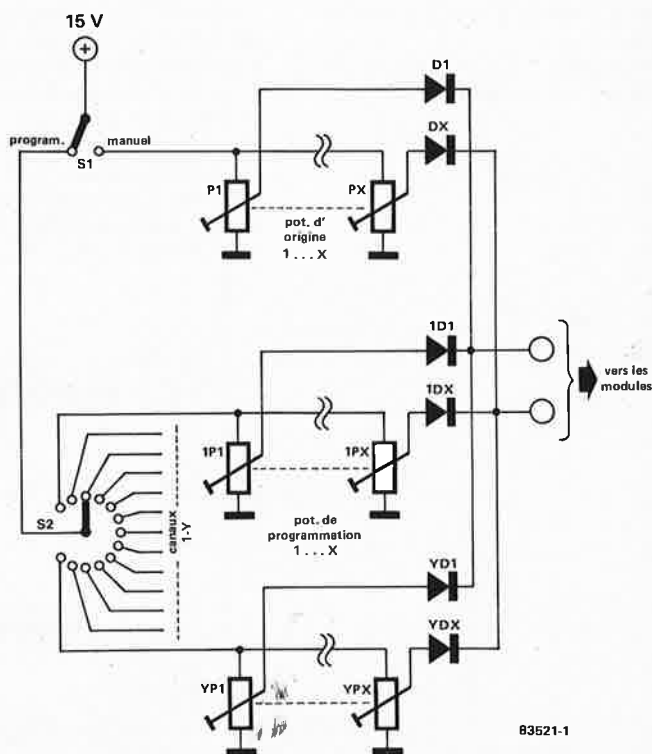 15 V
+
program.
manuel
S1
D1
DX
P1
PX
pot. d'
origine
1 . . . X
1D1
1DX
vers les
modules
1P1
1PX
S2
canaux
1-Y
pot. de
programmation
1 . . . X
YD1
YDX
YP1
YPX
83521-1